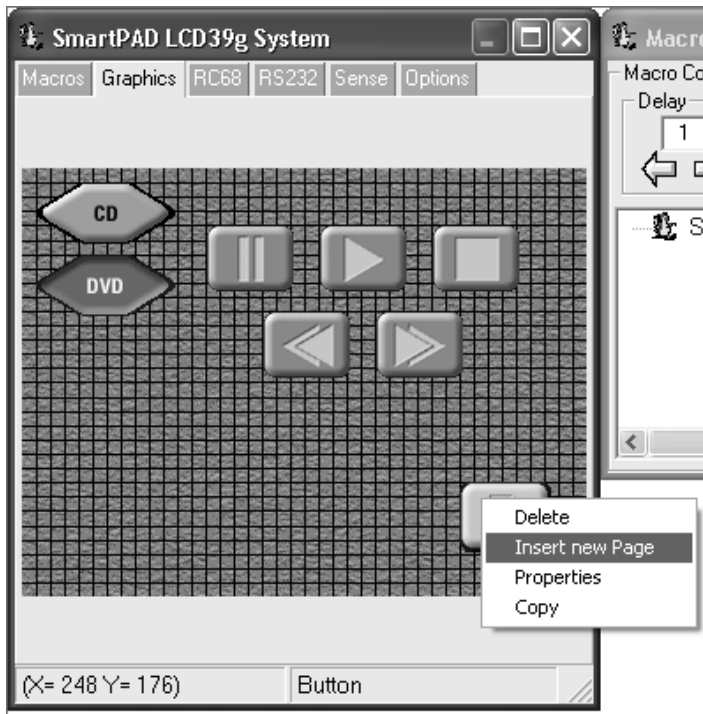 SmartPAD LCD39g System
Macros Graphics RC68 RS232 Sense Options
CD
DVD
Delete
Insert new Page
Properties
Copy
(X= 248 Y= 176) Button
Macro
Macro Co
Delay
1
S